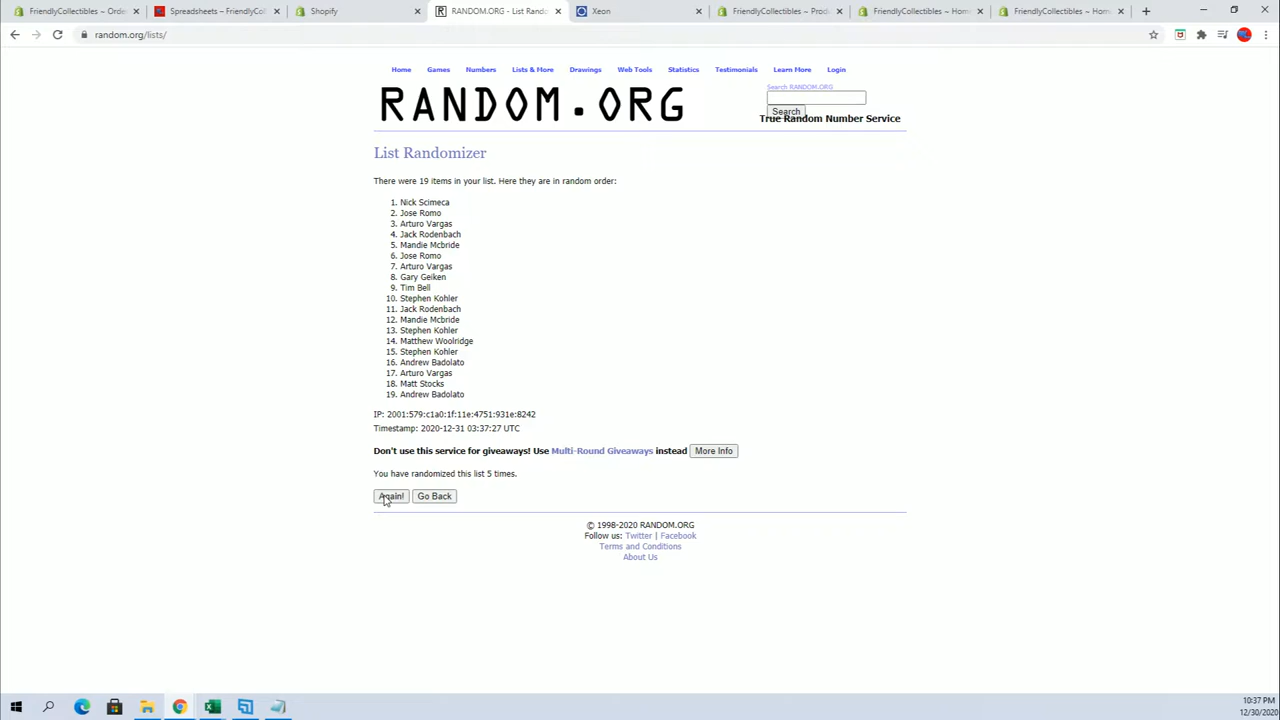 FriendlyCollectibles ~ Orde
Spreadsheets – FriendlyCol
Shopify
RANDOM.ORG - List Rando
Xeon
FriendlyCollectibles ~ Prod
FriendlyCollectibles ~ Hom
FriendlyCollectibles ~ Hom
random.org/lists/
Home Games Numbers Lists & More Drawings Web Tools Statistics Testimonials Learn More Login
Search RANDOM.ORG
RANDOM.ORG
Search
True Random Number Service
List Randomizer
There were 19 items in your list. Here they are in random order:
1. Nick Scimeca
2. Jose Romo
3. Arturo Vargas
4. Jack Rodenbach
5. Mandie Mcbride
6. Jose Romo
7. Arturo Vargas
8. Gary Geiken
9. Tim Bell
10. Stephen Kohler
11. Jack Rodenbach
12. Mandie Mcbride
13. Stephen Kohler
14. Matthew Woolridge
15. Stephen Kohler
16. Andrew Badolato
17. Arturo Vargas
18. Matt Stocks
19. Andrew Badolato
IP: 2001:579:c1a0:1f:11e:4751:931e:8242
Timestamp: 2020-12-31 03:37:27 UTC
Don't use this service for giveaways! Use Multi-Round Giveaways instead More Info
You have randomized this list 5 times.
Again! Go Back
© 1998-2020 RANDOM.ORG
Follow us: Twitter | Facebook
Terms and Conditions
About Us
10:37 PM
12/30/2020